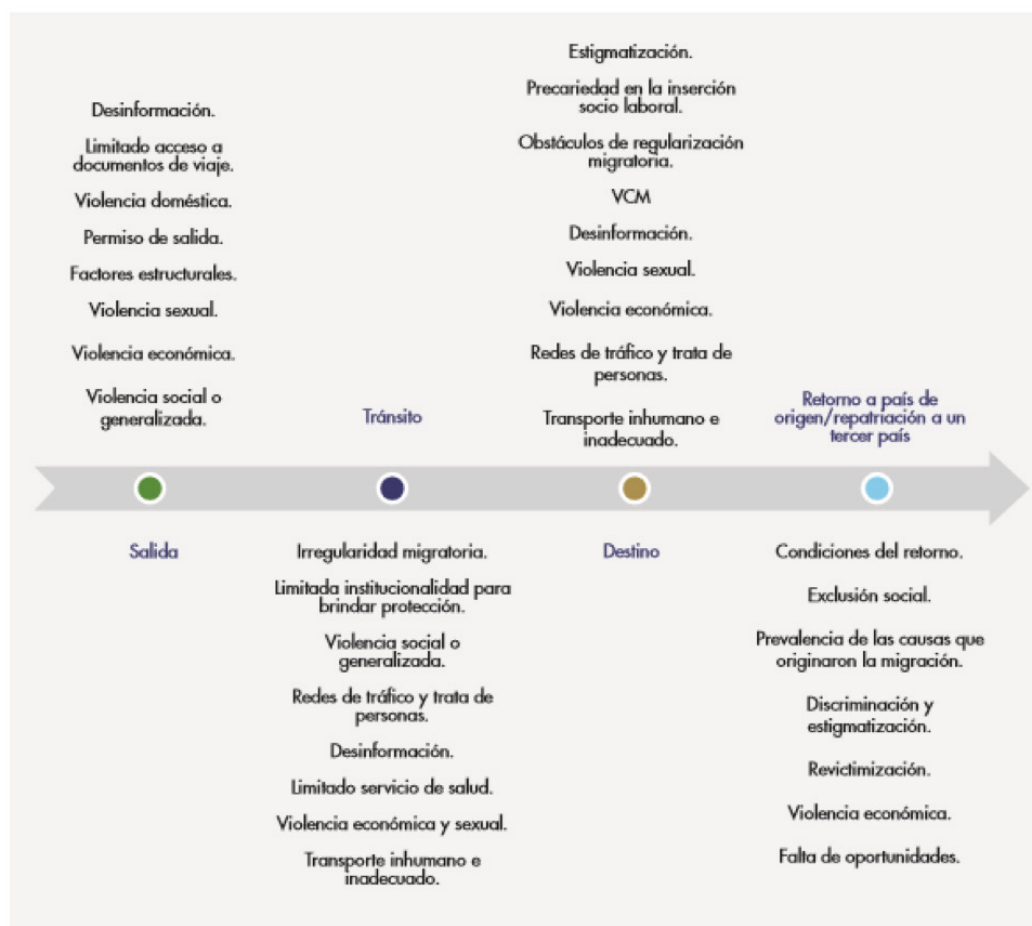 Desinformación.
Limitado acceso a
documentos de viaje.
Violencia doméstica.
Permiso de salida.
Factores estructurales.
Violencia sexual.
Violencia económica.
Violencia social o
generalizada.
Salida
Tránsito
Irregularidad migratoria.
Limitada institucionalidad para
brindar protección.
Violencia social o
generalizada.
Redes de tráfico y trata de
personas.
Desinformación.
Limitado servicio de salud.
Violencia económica y sexual.
Transporte inhumano e
inadecuado.
Estigmatización.
Precariedad en la inserción
socio laboral.
Obstáculos de regularización
migratoria.
VCM
Desinformación.
Violencia sexual.
Violencia económica.
Redes de tráfico y trata de
personas.
Transporte inhumano e
inadecuado.
Destino
Retorno a país de
origen/repatriación a un
tercer país
Condiciones del retorno.
Exclusión social.
Prevalencia de las causas que
originaron la migración.
Discriminación y
estigmatización.
Revictimización.
Violencia económica.
Falta de oportunidades.